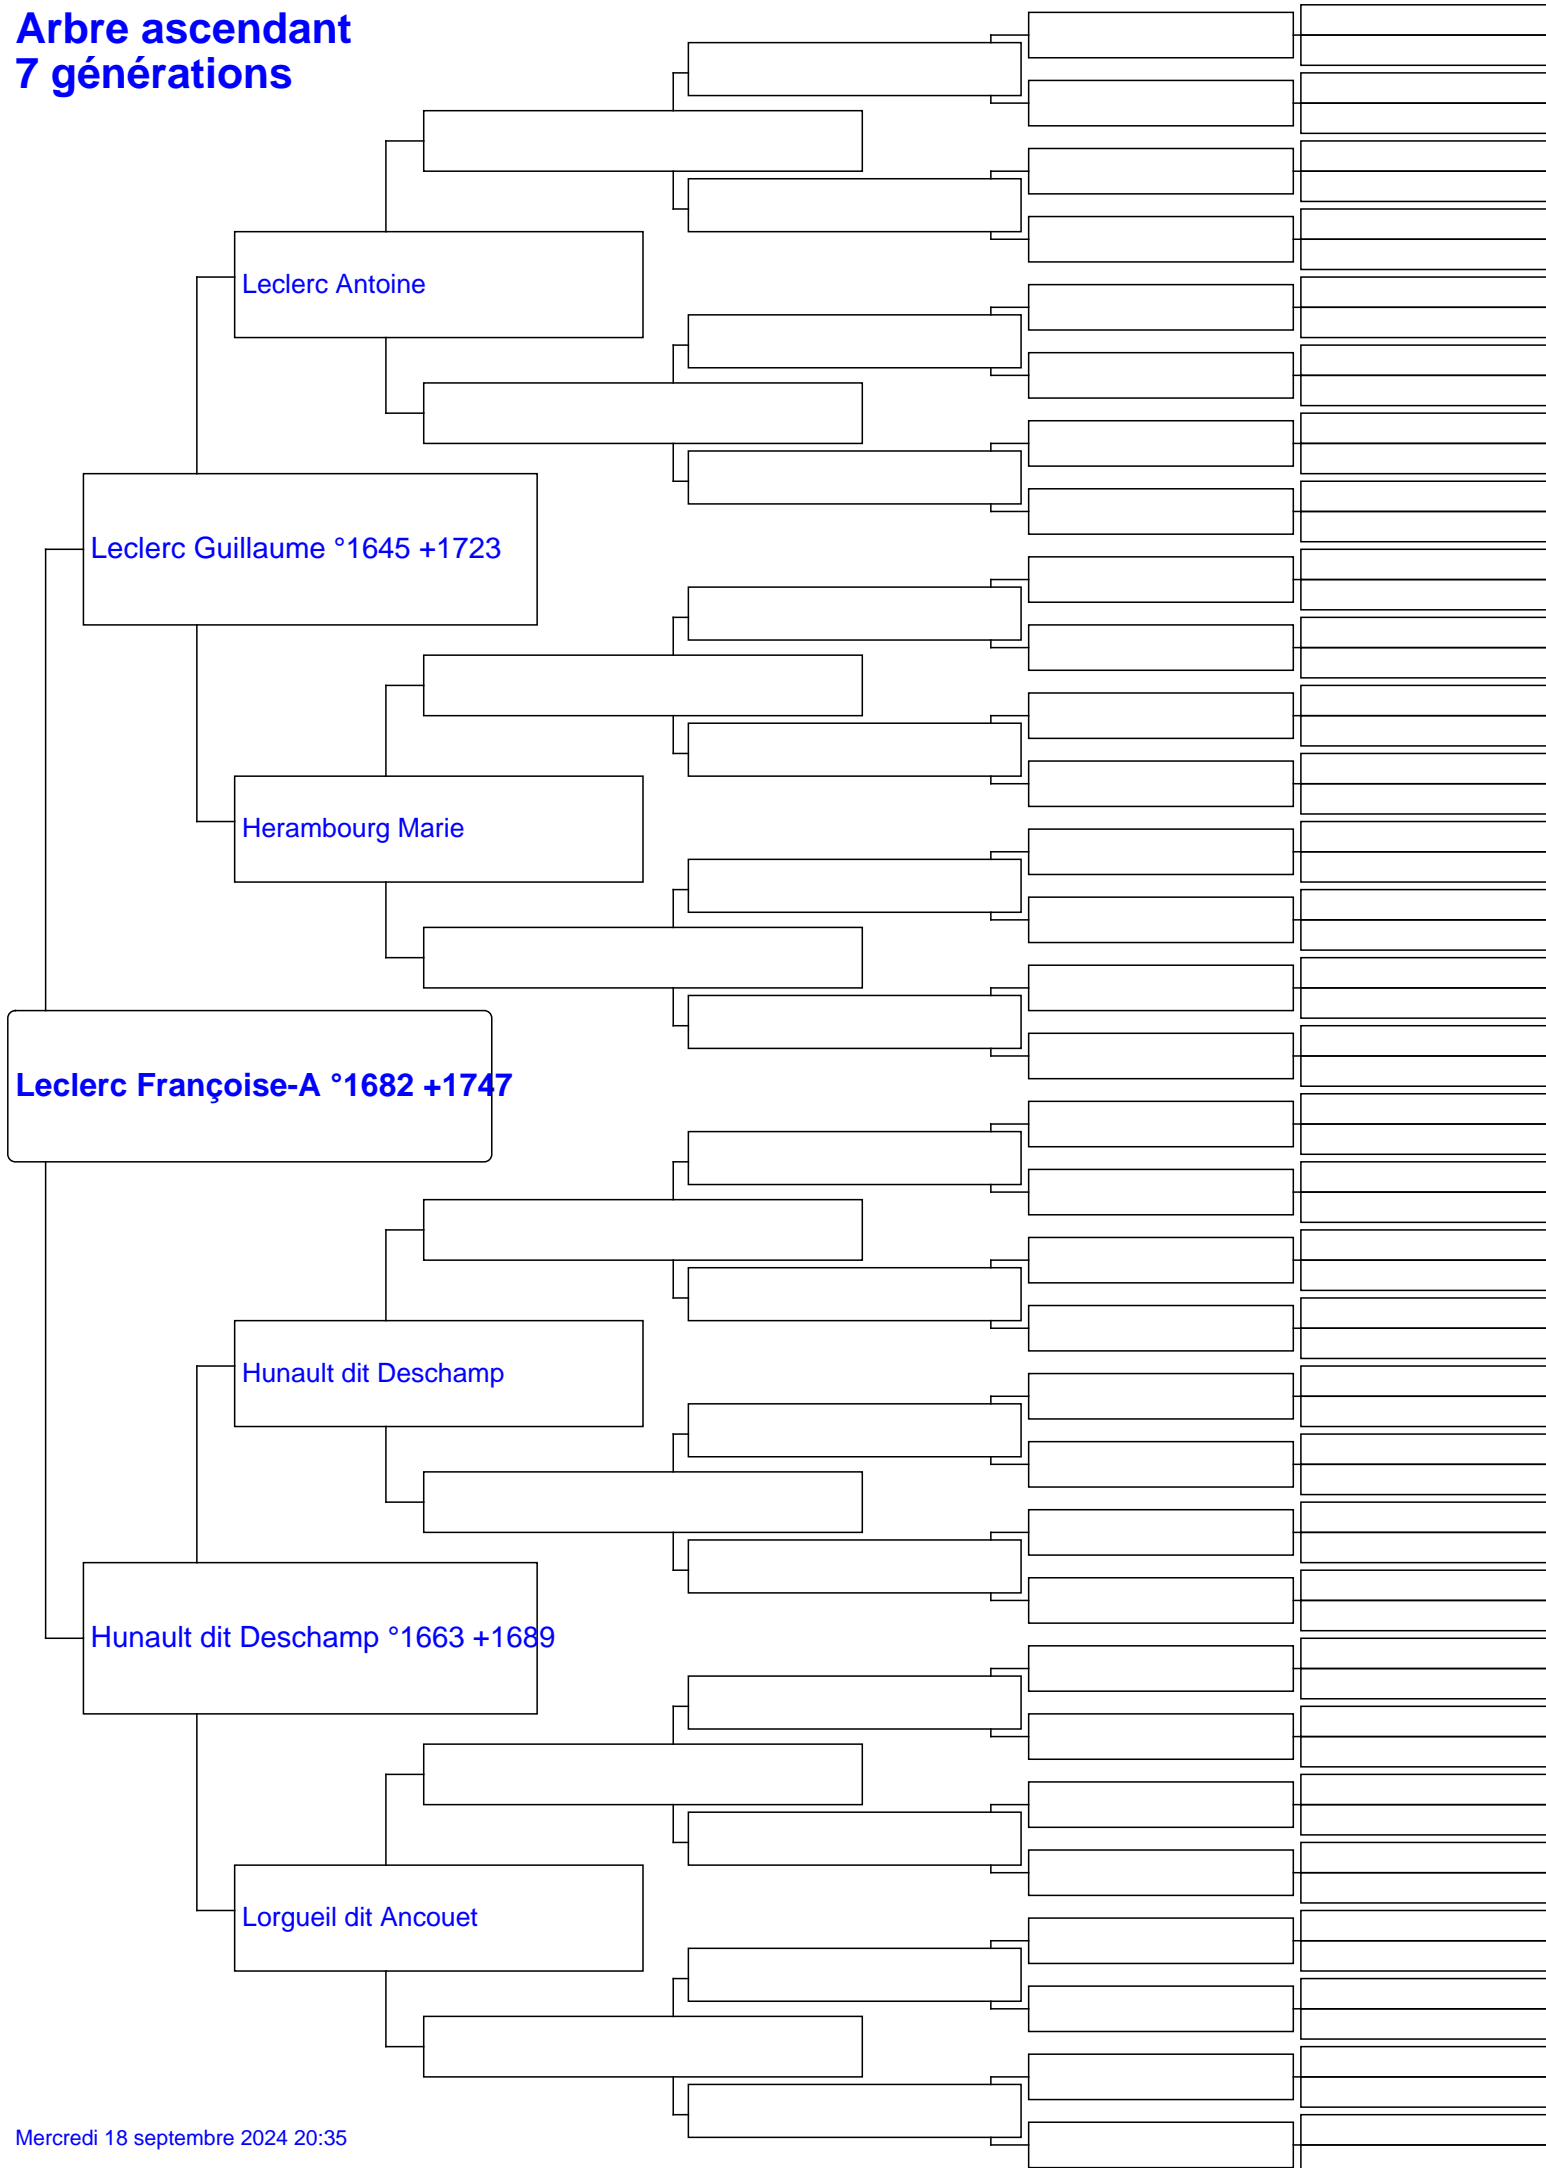 Arbre ascendant
7 générations
Leclerc Antoine
Leclerc Guillaume °1645 +1723
Herambourg Marie
Leclerc Françoise-A °1682 +1747
Hunault dit Deschamp
Hunault dit Deschamp °1663 +1689
Lorgueil dit Ancouet
Mercredi 18 septembre 2024 20:35